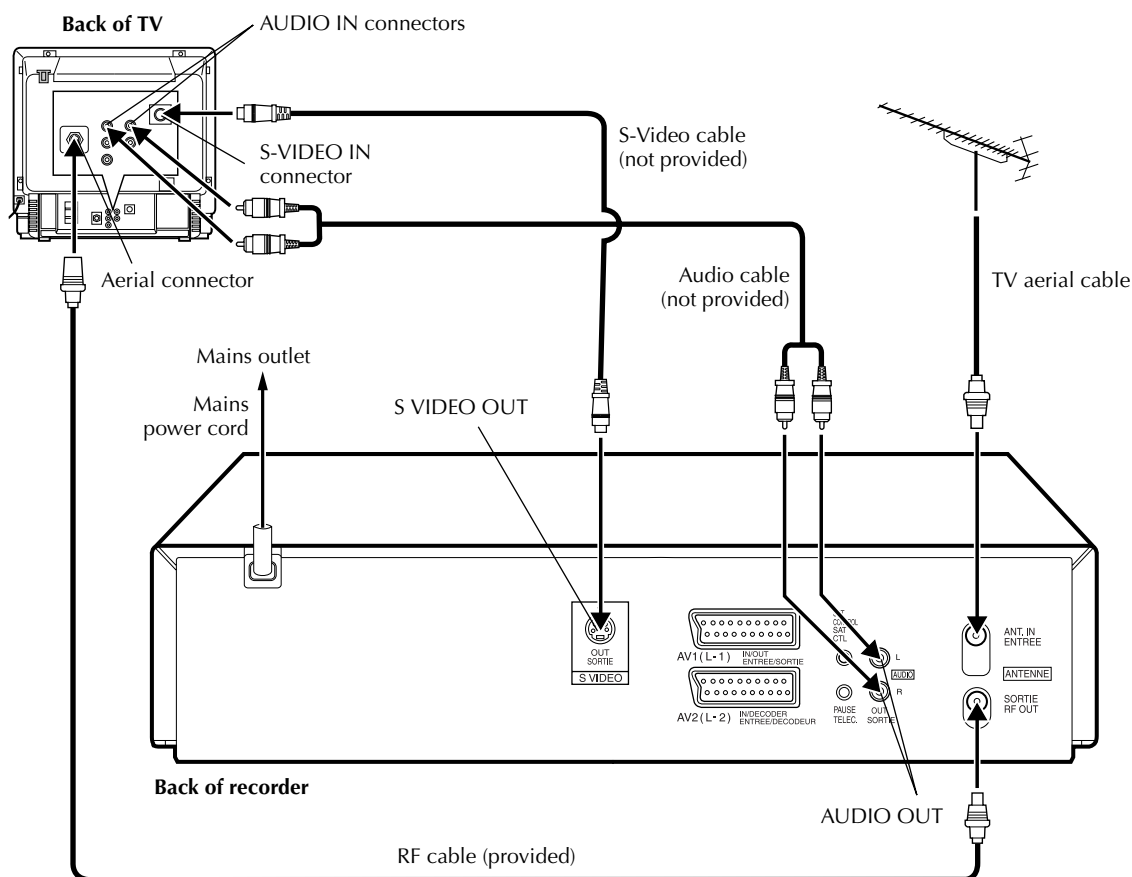 Back of TV
AUDIO IN connectors
S-VIDEO IN
connector
S-Video cable
(not provided)
Aerial connector
Audio cable
(not provided)
TV aerial cable
Mains outlet
Mains
power cord
S VIDEO OUT
OUT
SORTIE
S VIDEO
AV1 (L-1)
IN/OUT
ENTREE/SORTIE
AV2 (L-2)
IN/DECODER
ENTREE/DECODEUR
SAT
CTL
PAUSE
TELEC.
L
AUDIO
R
OUT
SORTIE
ANT. IN
ENTREE
ANTENNE
SORTIE
RF OUT
Back of recorder
AUDIO OUT
RF cable (provided)